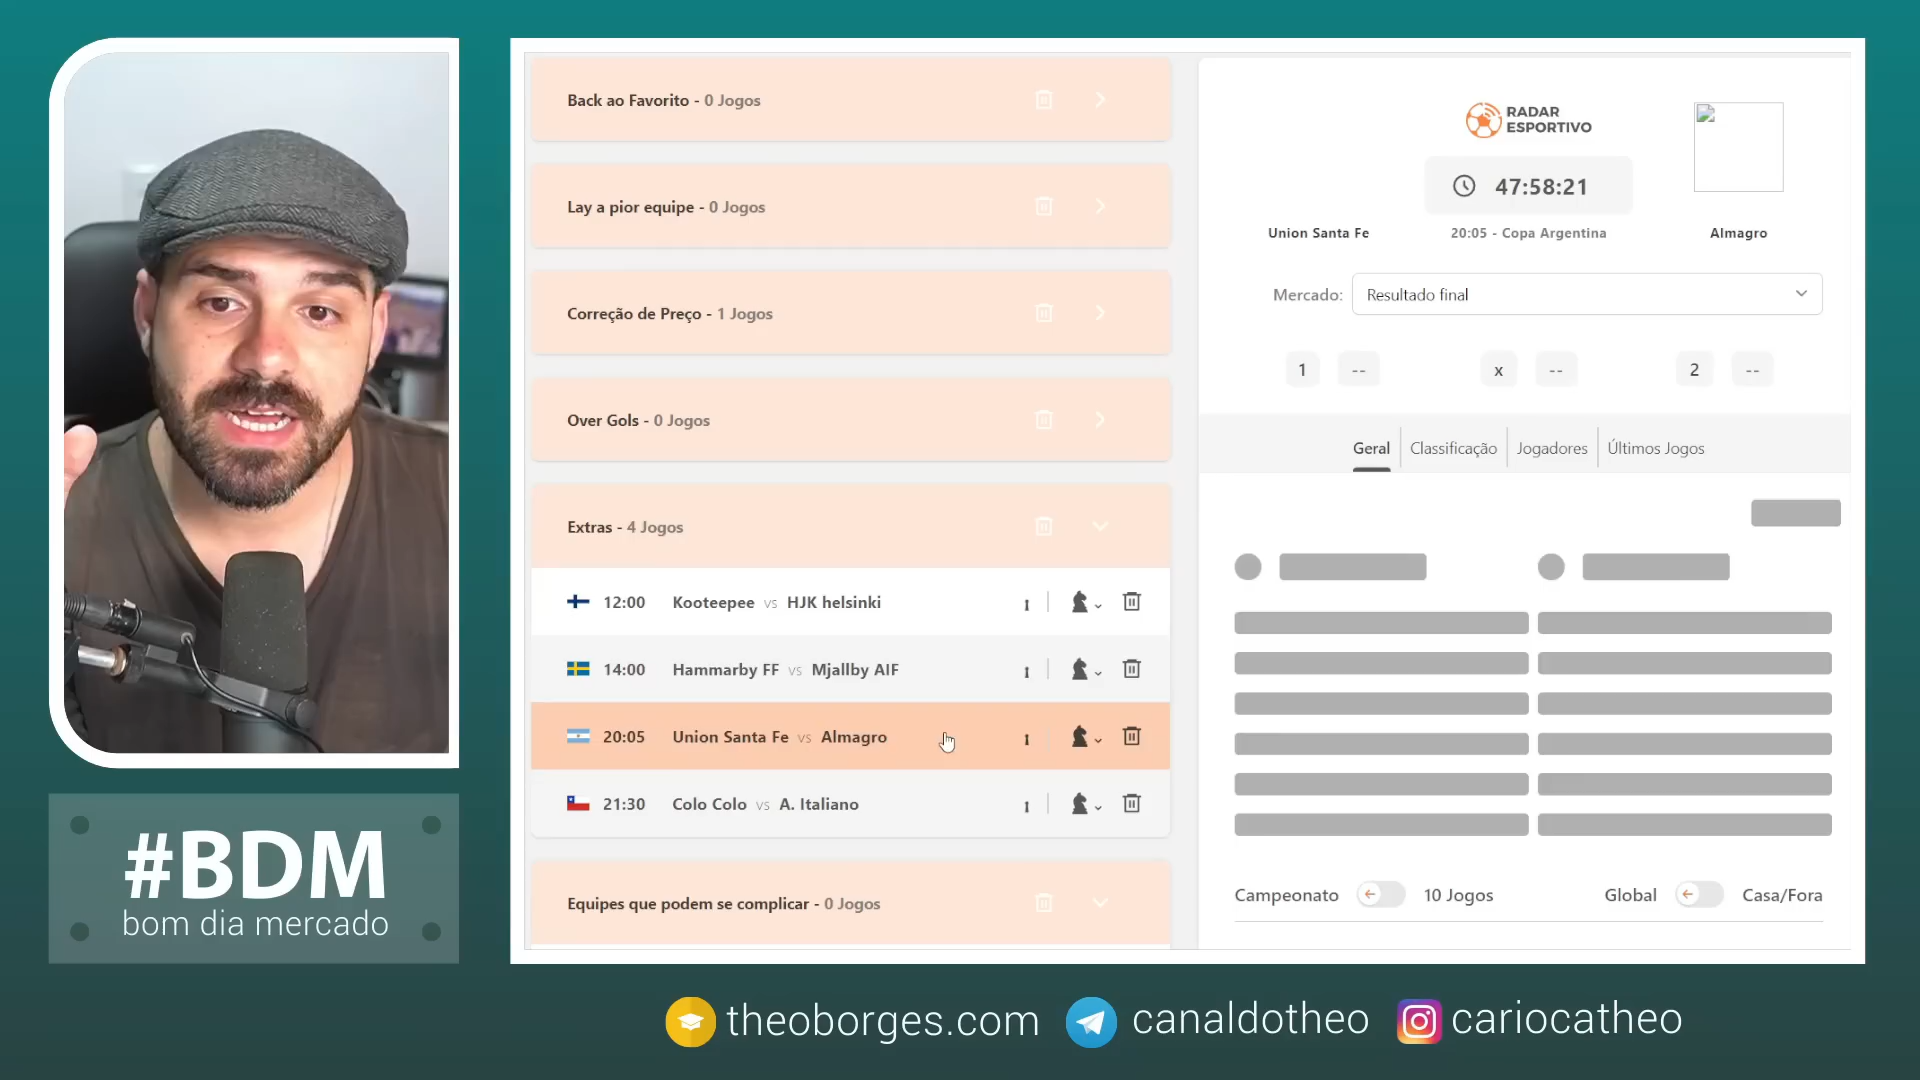 Back ao Favorito - 0 Jogos
Lay a pior equipe - 0 Jogos
Correção de Preço - 1 Jogos
Over Gols - 0 Jogos
Extras - 4 Jogos
12:00 Kooteepee vs HJK helsinki
14:00 Hammarby FF vs Mjallby AIF
20:05 Union Santa Fe vs Almagro
21:30 Colo Colo vs A. Italiano
Equipes que podem se complicar - 0 Jogos
RADAR
ESPORTIVO
47:58:21
Union Santa Fe
20:05 - Copa Argentina
Almagro
Mercado: Resultado final
1 -- x -- 2 --
Geral Classificação Jogadores Últimos Jogos
Campeonato 10 Jogos Global Casa/Fora
#BDM
bom dia mercado
theoborges.com canaldotheo cariocatheo